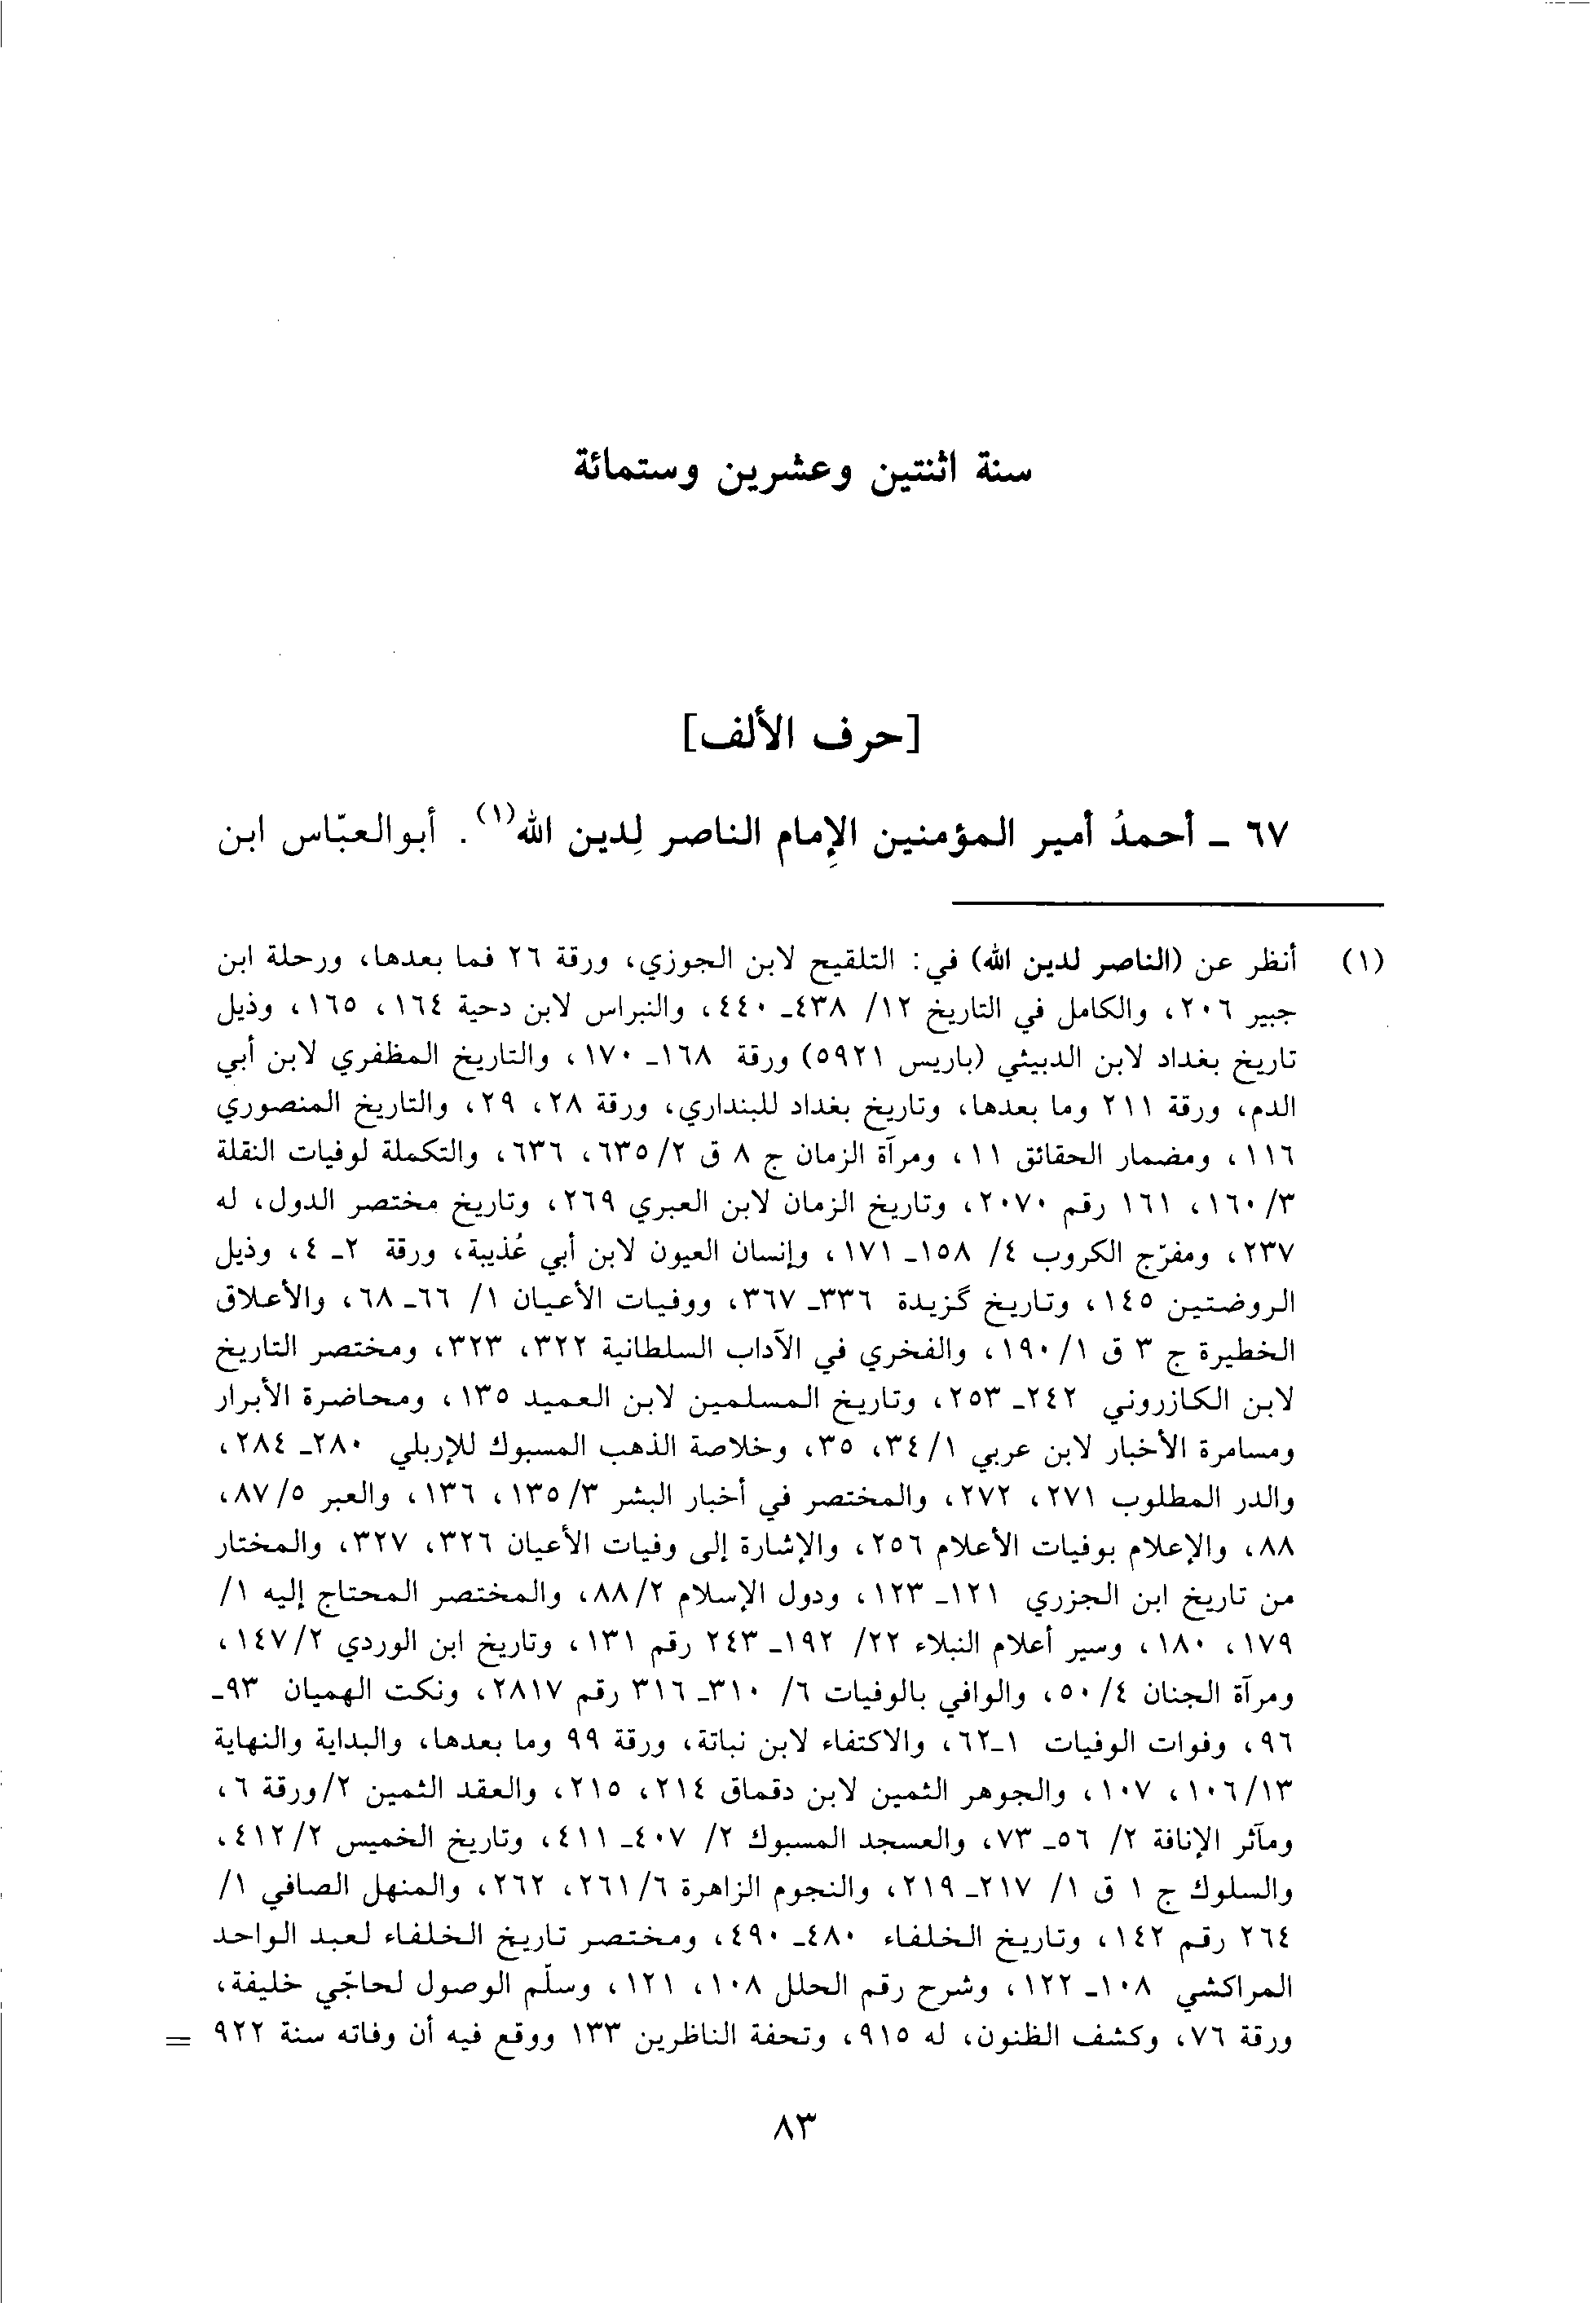 سنة اثنتين وعشرين وستمائة
[حرف الألف]
٦٧ - أحمدُ أمير المؤمنين الإمام الناصر لِدين الله(١). أبوالعبّاس ابن
(١) أنظر عن (الناصر لدين الله) في: التلقيح لابن الجوزي، ورقة ٢٦ فما بعدها، ورحلة ابن
جبير ٢٠٦، والكامل في التاريخ ١٢/ ٤٣٨ـ ٤٤٠، والنبراس لابن دحية ١٦٤، ١٦٥، وذيل
تاريخ بغداد لابن الدبيثي (باريس ٥٩٢١) ورقة ١٦٨ـ ١٧٠، والتاريخ المظفري لابن أبي
الدم، ورقة ٢١١ وما بعدها، وتاريخ بغداد للبنداري، ورقة ٢٨، ٢٩، والتاريخ المنصوري
١١٦، ومضمار الحقائق ١١، ومرآة الزمان ج ٨ ق ٢/ ٦٣٥، ٦٣٦، والتكملة لوفيات النقلة
٣/ ١٦٠، ١٦١ رقم ٢٠٧٠، وتاريخ الزمان لابن العبري ٢٦٩، وتاريخ مختصر الدول، له
٢٣٧، ومفرّج الكروب ٤/ ١٥٨ـ ١٧١، وإنسان العيون لابن أبي عُذيبة، ورقة ٢ـ ٤، وذيل
الروضتين ١٤٥، وتاريخ گزيدة ٣٣٦ـ ٣٦٧، ووفيات الأعيان ١/ ٦٦ـ ٦٨، والأعلاق
الخطيرة ج ٣ ق ١/ ١٩٠، والفخري في الآداب السلطانية ٣٢٢، ٣٢٣، ومختصر التاريخ
لابن الكازروني ٢٤٢ـ ٢٥٣، وتاريخ المسلمين لابن العميد ١٣٥، ومحاضرة الأبرار
ومسامرة الأخبار لابن عربي ١/ ٣٤، ٣٥، وخلاصة الذهب المسبوك للإربلي ٢٨٠ـ ٢٨٤،
والدر المطلوب ٢٧١، ٢٧٢، والمختصر في أخبار البشر ٣/ ١٣٥، ١٣٦، والعبر ٥/ ٨٧،
٨٨، والإعلام بوفيات الأعلام ٢٥٦، والإشارة إلى وفيات الأعيان ٣٢٦، ٣٢٧، والمختار
من تاريخ ابن الجزري ١٢١ـ ١٢٣، ودول الإسلام ٢/ ٨٨، والمختصر المحتاج إليه ١/
١٧٩، ١٨٠، وسير أعلام النبلاء ٢٢/ ١٩٢ـ ٢٤٣ رقم ١٣١، وتاريخ ابن الوردي ٢/ ١٤٧،
ومرآة الجنان ٤/ ٥٠، والوافي بالوفيات ٦/ ٣١٠ـ ٣١٦ رقم ٢٨١٧، ونكت الهميان ٩٣ـ
٩٦، وفوات الوفيات ١ـ٦٢، والاكتفاء لابن نباتة، ورقة ٩٩ وما بعدها، والبداية والنهاية
١٣/ ١٠٦، ١٠٧، والجوهر الثمين لابن دقماق ٢١٤، ٢١٥، والعقد الثمين ٢/ ورقة ٦،
ومآثر الإنافة ٢/ ٥٦ـ ٧٣، والعسجد المسبوك ٢/ ٤٠٧ـ ٤١١، وتاريخ الخميس ٢/ ٤١٢،
والسلوك ج ١ ق ١/ ٢١٧ـ ٢١٩، والنجوم الزاهرة ٦/ ٢٦١، ٢٦٢، والمنهل الصافي ١/
٢٦٤ رقم ١٤٢، وتاريخ الخلفاء ٤٨٠ـ ٤٩٠، ومختصر تاريخ الخلفاء لعبد الواحد
المراكشي ١٠٨ـ ١٢٢، وشرح رقم الحلل ١٠٨، ١٢١، وسلّم الوصول لحاجّي خليفة،
ورقة ٧٦، وكشف الظنون، له ٩١٥، وتحفة الناظرين ١٣٣ ووقع فيه أن وفاته سنة ٩٢٢ =
٨٣